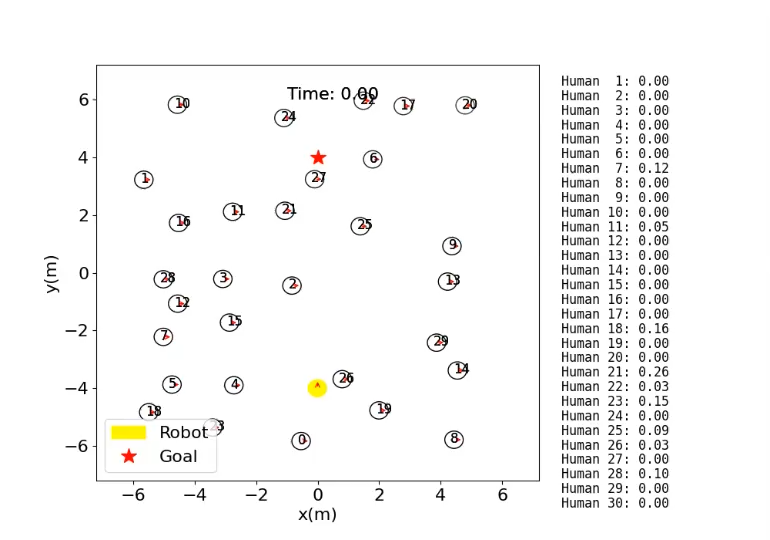 Time: 0.00
22
17
20
10
24
6
27
1
11
21
16
25
9
28
3
2
13
12
15
7
29
14
26
5
4
18
19
23
0
8
Robot
Goal
6
4
2
0
−2
−4
−6
y(m)
−6 −4 −2 0 2 4 6
x(m)
Human 1: 0.00
Human 2: 0.00
Human 3: 0.00
Human 4: 0.00
Human 5: 0.00
Human 6: 0.00
Human 7: 0.12
Human 8: 0.00
Human 9: 0.00
Human 10: 0.00
Human 11: 0.05
Human 12: 0.00
Human 13: 0.00
Human 14: 0.00
Human 15: 0.00
Human 16: 0.00
Human 17: 0.00
Human 18: 0.16
Human 19: 0.00
Human 20: 0.00
Human 21: 0.26
Human 22: 0.03
Human 23: 0.15
Human 24: 0.00
Human 25: 0.09
Human 26: 0.03
Human 27: 0.00
Human 28: 0.10
Human 29: 0.00
Human 30: 0.00